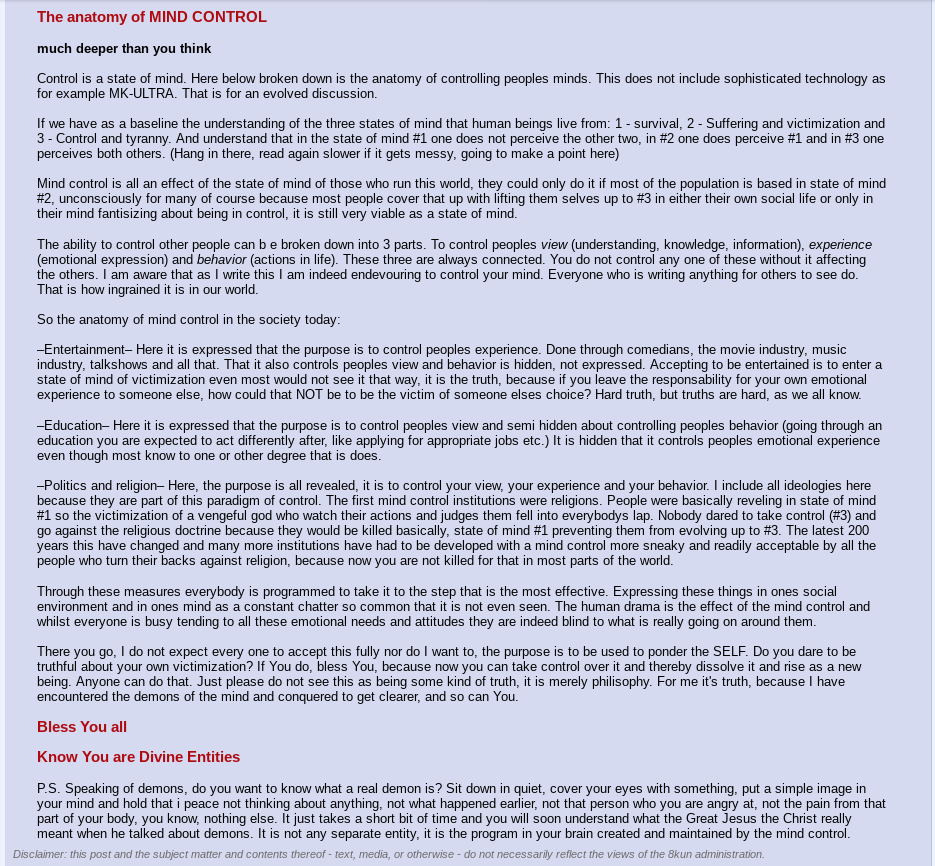 The anatomy of MIND CONTROL
much deeper than you think
Control is a state of mind. Here below broken down is the anatomy of controlling peoples minds. This does not include sophisticated technology as
for example MK-ULTRA. That is for an evolved discussion.
If we have as a baseline the understanding of the three states of mind that human beings live from: 1 - survival, 2 - Suffering and victimization and
3 - Control and tyranny. And understand that in the state of mind #1 one does not perceive the other two, in #2 one does perceive #1 and in #3 one
perceives both others. (Hang in there, read again slower if it gets messy, going to make a point here)
Mind control is all an effect of the state of mind of those who run this world, they could only do it if most of the population is based in state of mind
#2, unconsciously for many of course because most people cover that up with lifting them selves up to #3 in either their own social life or only in
their mind fantisizing about being in control, it is still very viable as a state of mind.
The ability to control other people can b e broken down into 3 parts. To control peoples view (understanding, knowledge, information), experience
(emotional expression) and behavior (actions in life). These three are always connected. You do not control any one of these without it affecting
the others. I am aware that as I write this I am indeed endevouring to control your mind. Everyone who is writing anything for others to see do.
That is how ingrained it is in our world.
So the anatomy of mind control in the society today:
–Entertainment– Here it is expressed that the purpose is to control peoples experience. Done through comedians, the movie industry, music
industry, talkshows and all that. That it also controls peoples view and behavior is hidden, not expressed. Accepting to be entertained is to enter a
state of mind of victimization even most would not see it that way, it is the truth, because if you leave the responsability for your own emotional
experience to someone else, how could that NOT be to be the victim of someone elses choice? Hard truth, but truths are hard, as we all know.
–Education– Here it is expressed that the purpose is to control peoples view and semi hidden about controlling peoples behavior (going through an
education you are expected to act differently after, like applying for appropriate jobs etc.) It is hidden that it controls peoples emotional experience
even though most know to one or other degree that is does.
–Politics and religion– Here, the purpose is all revealed, it is to control your view, your experience and your behavior. I include all ideologies here
because they are part of this paradigm of control. The first mind control institutions were religions. People were basically reveling in state of mind
#1 so the victimization of a vengeful god who watch their actions and judges them fell into everybodys lap. Nobody dared to take control (#3) and
go against the religious doctrine because they would be killed basically, state of mind #1 preventing them from evolving up to #3. The latest 200
years this have changed and many more institutions have had to be developed with a mind control more sneaky and readily acceptable by all the
people who turn their backs against religion, because now you are not killed for that in most parts of the world.
Through these measures everybody is programmed to take it to the step that is the most effective. Expressing these things in ones social
environment and in ones mind as a constant chatter so common that it is not even seen. The human drama is the effect of the mind control and
whilst everyone is busy tending to all these emotional needs and attitudes they are indeed blind to what is really going on around them.
There you go, I do not expect every one to accept this fully nor do I want to, the purpose is to be used to ponder the SELF. Do you dare to be
truthful about your own victimization? If You do, bless You, because now you can take control over it and thereby dissolve it and rise as a new
being. Anyone can do that. Just please do not see this as being some kind of truth, it is merely philisophy. For me it's truth, because I have
encountered the demons of the mind and conquered to get clearer, and so can You.
Bless You all
Know You are Divine Entities
P.S. Speaking of demons, do you want to know what a real demon is? Sit down in quiet, cover your eyes with something, put a simple image in
your mind and hold that i peace not thinking about anything, not what happened earlier, not that person who you are angry at, not the pain from that
part of your body, you know, nothing else. It just takes a short bit of time and you will soon understand what the Great Jesus the Christ really
meant when he talked about demons. It is not any separate entity, it is the program in your brain created and maintained by the mind control.
Disclaimer: this post and the subject matter and contents thereof - text, media, or otherwise - do not necessarily reflect the views of the 8kun administration.